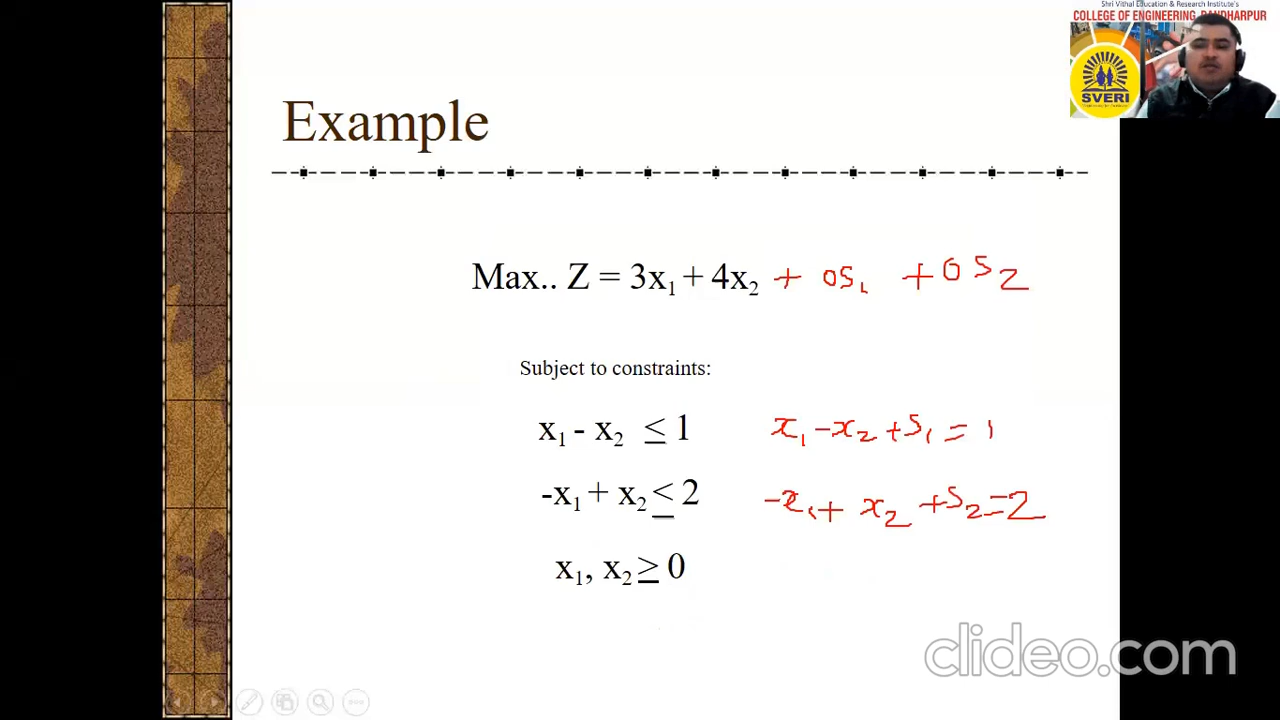 Shri Vithal Education & Research Institute's
COLLEGE OF ENGINEERING, PANDHARPUR
SVERI
Example
Max.. Z = 3x₁ + 4x₂ + 0S₁ + 0S₂
Subject to constraints:
x₁ - x₂ ≤ 1 x₁ - x₂ + S₁ = 1
-x₁ + x₂ ≤ 2 -x₁ + x₂ + S₂ = 2
x₁, x₂ ≥ 0
clideo.com